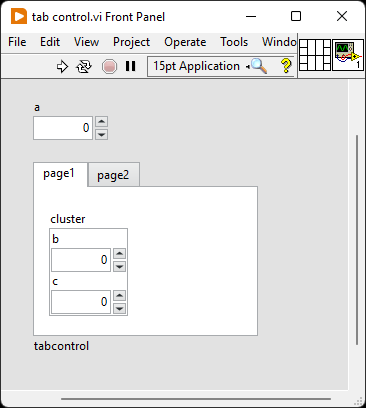 tab control.vi Front Panel
File Edit View Project Operate Tools Windo
15pt Application
?
1
a
0
page1 page2
cluster
b
0
c
0
tabcontrol